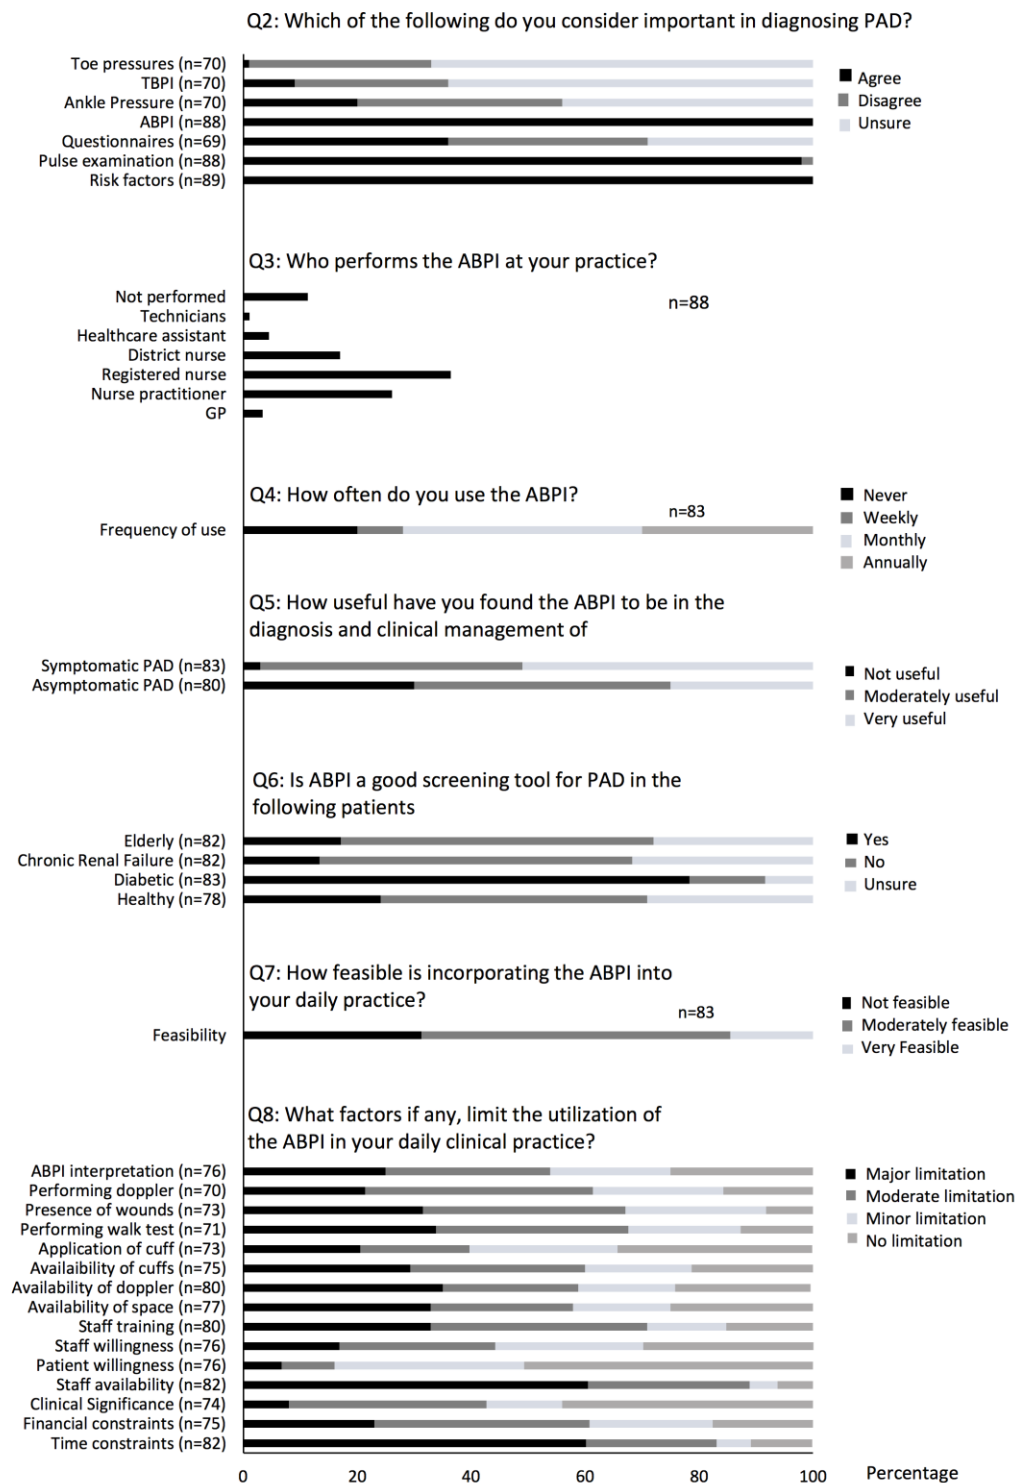 Q2: Which of the following do you consider important in diagnosing PAD?
Toe pressures (n=70)
TBPI (n=70)
Ankle Pressure (n=70)
ABPI (n=88)
Questionnaires (n=69)
Pulse examination (n=88)
Risk factors (n=89)
Agree
Disagree
Unsure
Q3: Who performs the ABPI at your practice?
n=88
Not performed
Technicians
Healthcare assistant
District nurse
Registered nurse
Nurse practitioner
GP
Q4: How often do you use the ABPI?
n=83
Frequency of use
Never
Weekly
Monthly
Annually
Q5: How useful have you found the ABPI to be in the
diagnosis and clinical management of
Symptomatic PAD (n=83)
Asymptomatic PAD (n=80)
Not useful
Moderately useful
Very useful
Q6: Is ABPI a good screening tool for PAD in the
following patients
Elderly (n=82)
Chronic Renal Failure (n=82)
Diabetic (n=83)
Healthy (n=78)
Yes
No
Unsure
Q7: How feasible is incorporating the ABPI into
your daily practice?
n=83
Feasibility
Not feasible
Moderately feasible
Very Feasible
Q8: What factors if any, limit the utilization of
the ABPI in your daily clinical practice?
ABPI interpretation (n=76)
Performing doppler (n=70)
Presence of wounds (n=73)
Performing walk test (n=71)
Application of cuff (n=73)
Availaibility of cuffs (n=75)
Availability of doppler (n=80)
Availability of space (n=77)
Staff training (n=80)
Staff willingness (n=76)
Patient willingness (n=76)
Staff availability (n=82)
Clinical Significance (n=74)
Financial constraints (n=75)
Time constraints (n=82)
Major limitation
Moderate limitation
Minor limitation
No limitation
0 20 40 60 80 100 Percentage